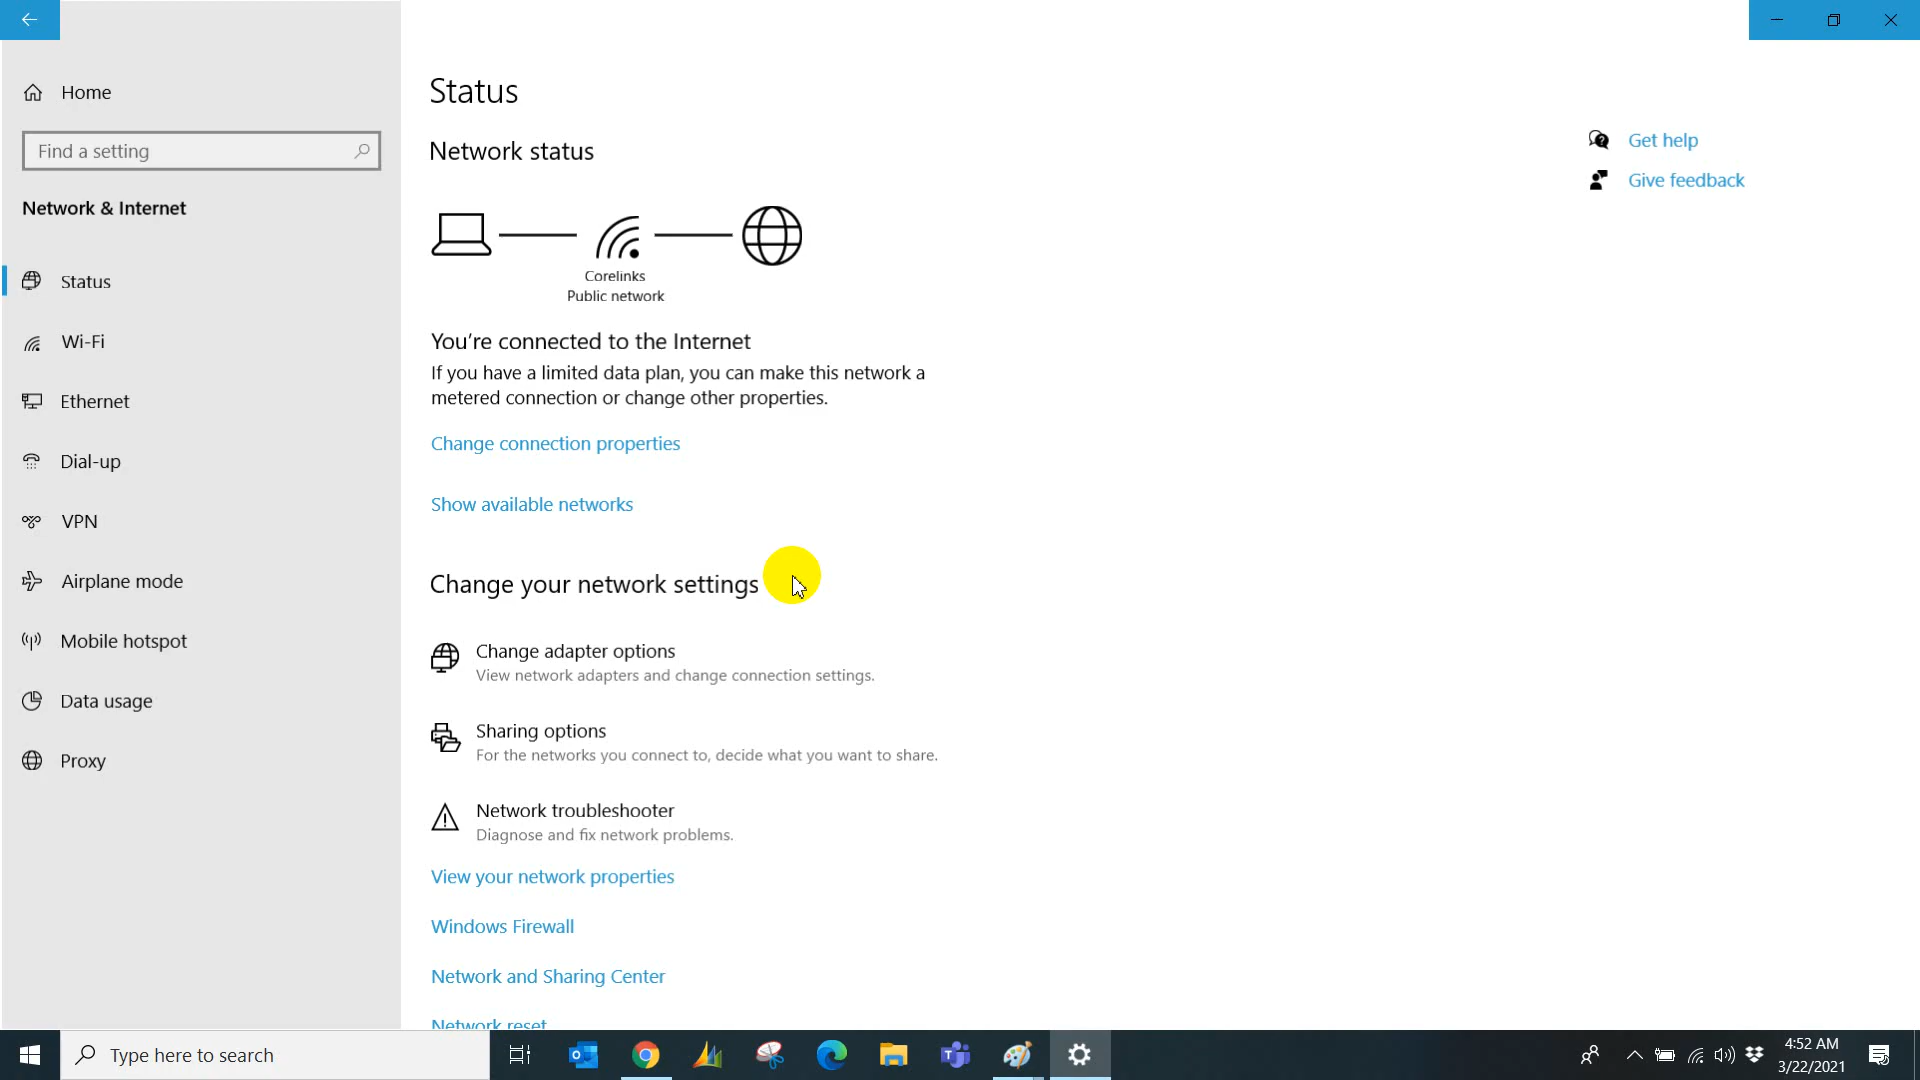 Home
Find a setting
Network & Internet
Status
Wi-Fi
Ethernet
Dial-up
VPN
Airplane mode
Mobile hotspot
Data usage
Proxy
Status
Network status
Corelinks
Public network
You’re connected to the Internet
If you have a limited data plan, you can make this network a
metered connection or change other properties.
Change connection properties
Show available networks
Change your network settings
Change adapter options
View network adapters and change connection settings.
Sharing options
For the networks you connect to, decide what you want to share.
Network troubleshooter
Diagnose and fix network problems.
View your network properties
Windows Firewall
Network and Sharing Center
Network reset
Get help
Give feedback
Type here to search
4:52 AM
3/22/2021